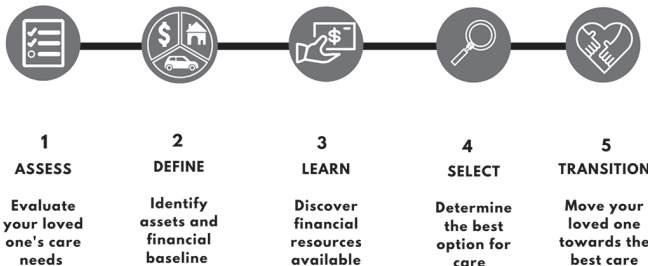 $
$
1
ASSESS
Evaluate
your loved
one's care
needs
2
DEFINE
Identify
assets and
financial
baseline
3
LEARN
Discover
financial
resources
available
4
SELECT
Determine
the best
option for
care
5
TRANSITION
Move your
loved one
towards the
best care